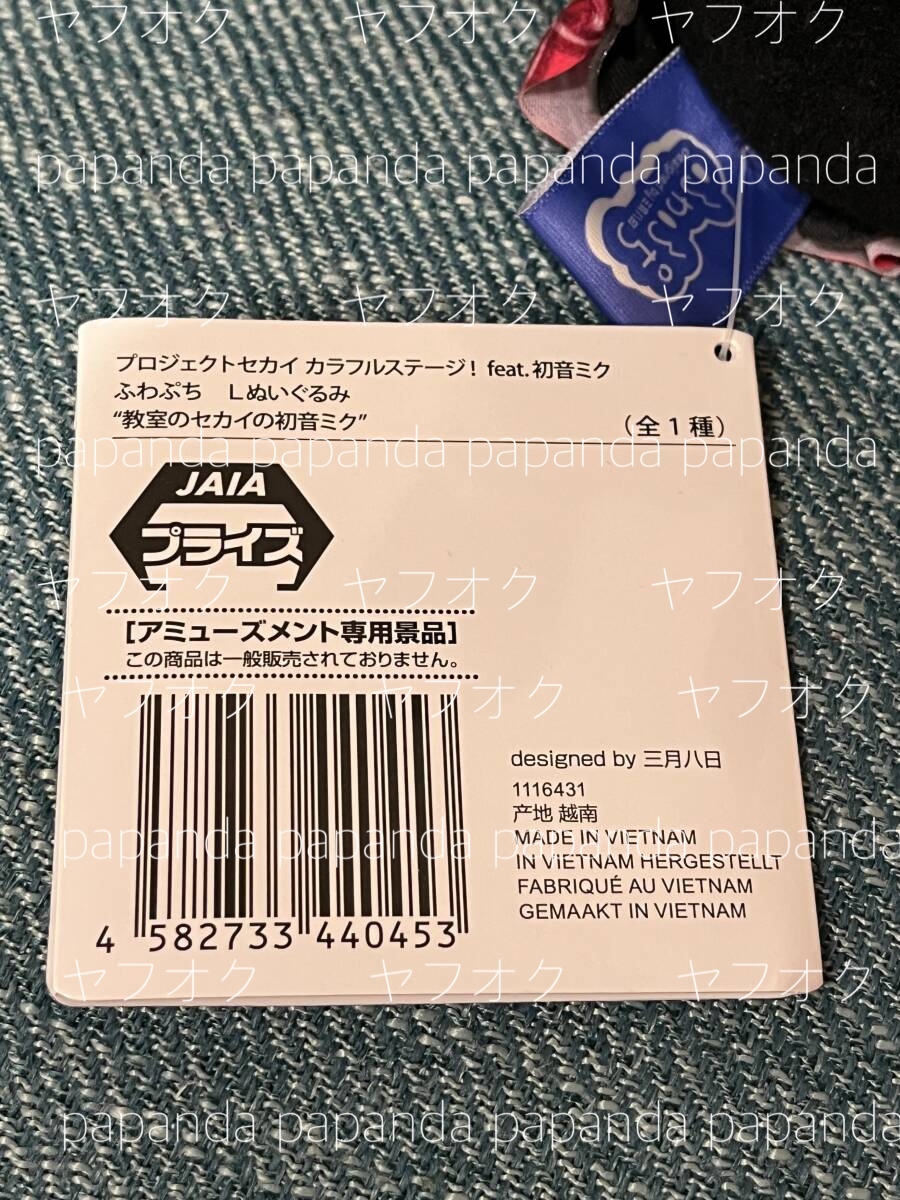 ヤフオク ヤフオク ヤフオク
papanda papanda papanda papanda
ヤフオク ヤフオク ヤフオク
プロジェクトセカイ カラフルステージ! feat.初音ミク
ふわぷち Lぬいぐるみ
“教室のセカイの初音ミク”
(全1種)
papanda papanda papanda papanda
JAIA
プライズ
ヤフオク ヤフオク ヤフオク
[アミューズメント専用景品]
この商品は一般販売されておりません。
ヤフオク ヤフオク ヤフオク
designed by 三月八日
1116431
产地 越南
MADE IN VIETNAM
papanda papanda papanda papanda
IN VIETNAM HERGESTELLT
FABRIQUÉ AU VIETNAM
GEMAAKT IN VIETNAM
4 582733 440453
ヤフオク ヤフオク ヤフオク
papanda papanda papanda papanda